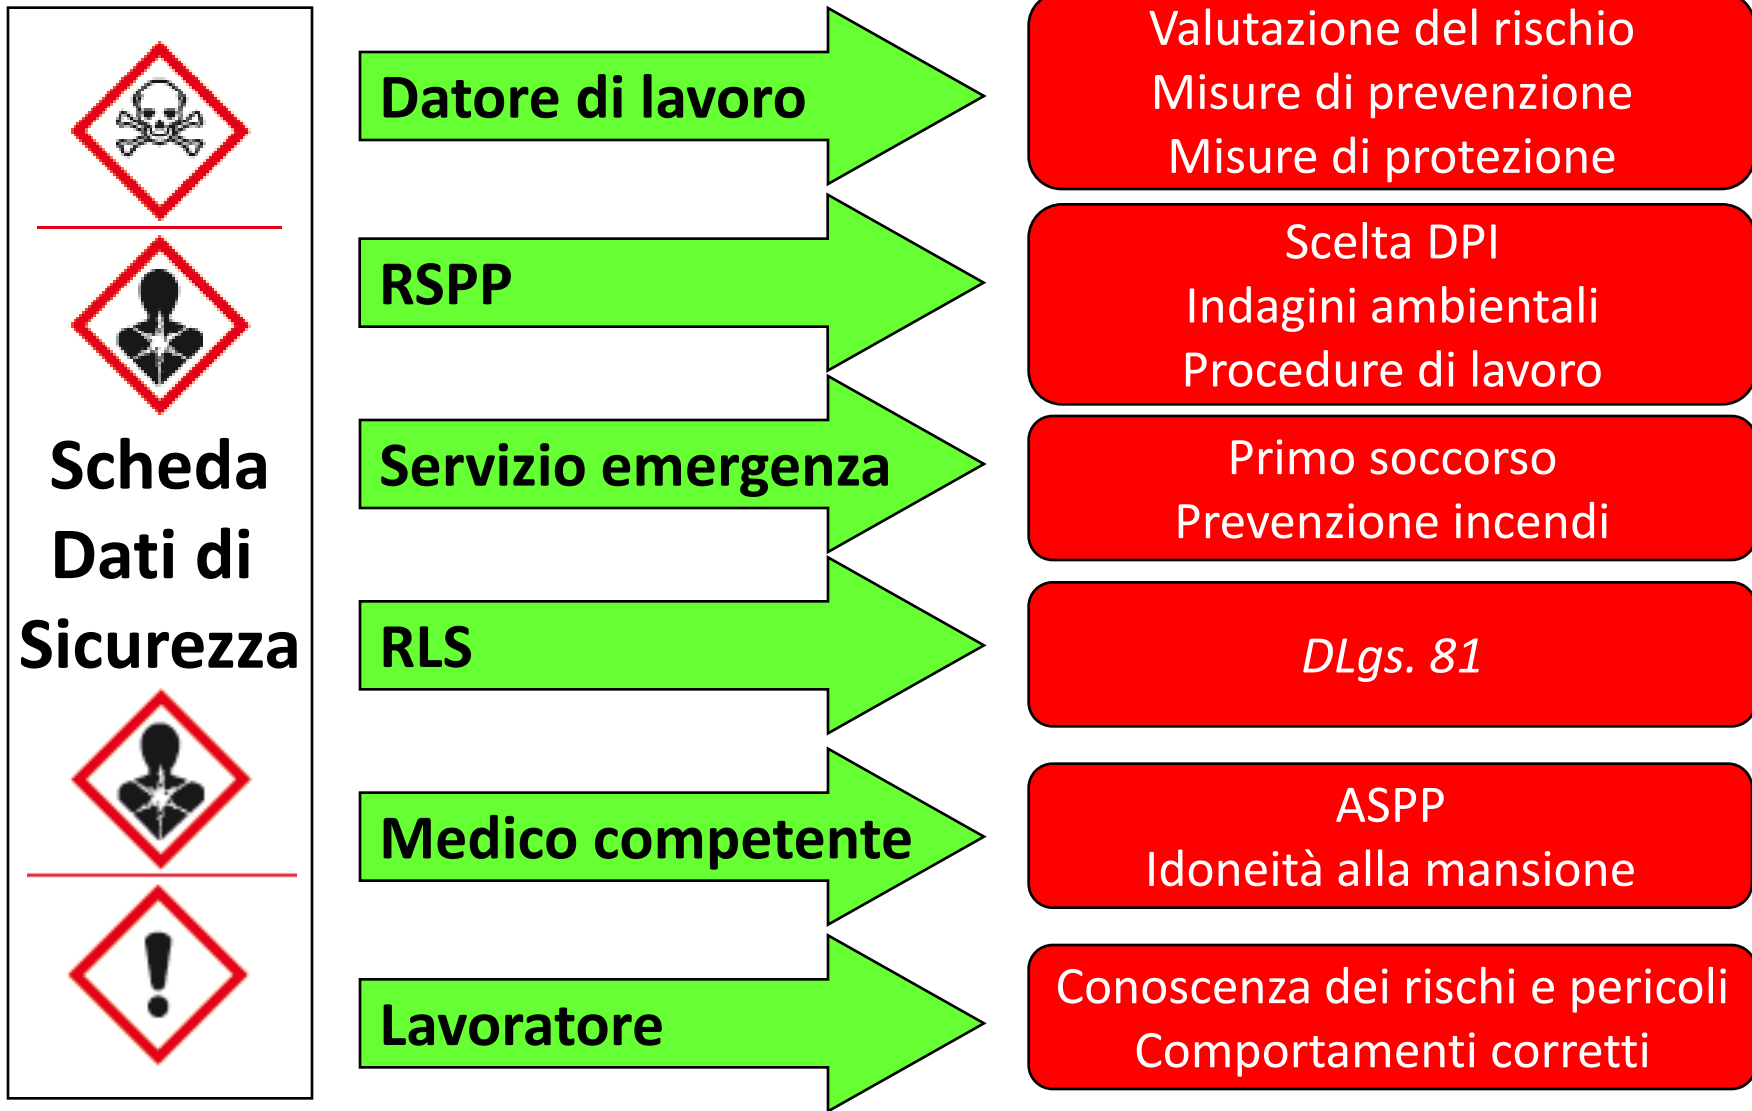 Scheda
Dati di
Sicurezza
Datore di lavoro
Valutazione del rischio
Misure di prevenzione
Misure di protezione
RSPP
Scelta DPI
Indagini ambientali
Procedure di lavoro
Servizio emergenza
Primo soccorso
Prevenzione incendi
RLS
DLgs. 81
Medico competente
ASPP
Idoneità alla mansione
Lavoratore
Conoscenza dei rischi e pericoli
Comportamenti corretti